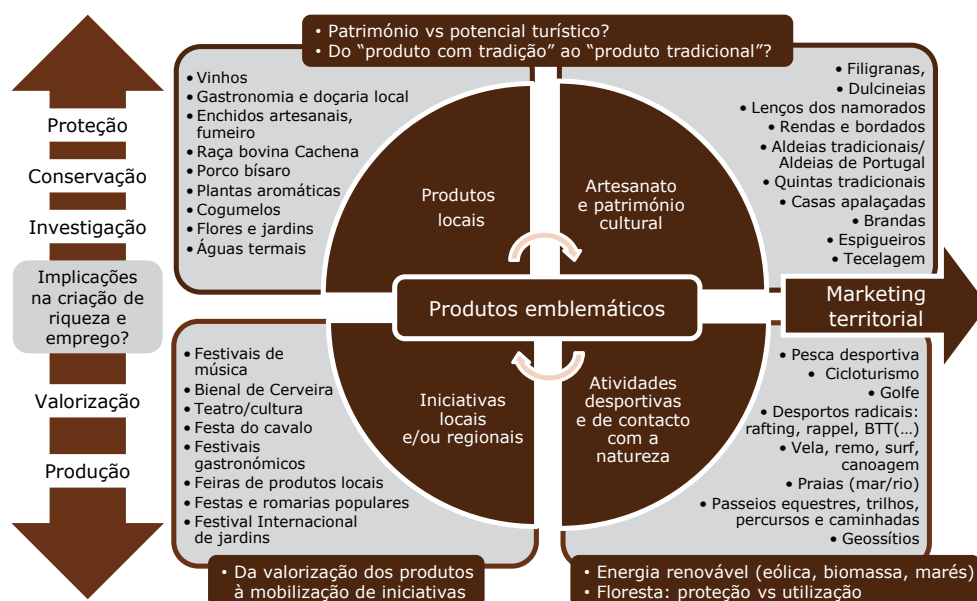 • Património vs potencial turístico?
• Do “produto com tradição” ao “produto tradicional”?
Proteção
Conservação
Investigação
Implicações
na criação de
riqueza e
emprego?
Valorização
Produção
• Vinhos
• Gastronomia e doçaria local
• Enchidos artesanais,
fumeiro
• Raça bovina Cachena
• Porco bísaro
• Plantas aromáticas
• Cogumelos
• Flores e jardins
• Águas termais
Produtos
locais
Artesanato
e património
cultural
• Filigranas,
• Dulcineias
• Lenços dos namorados
• Rendas e bordados
• Aldeias tradicionais/
Aldeias de Portugal
• Quintas tradicionais
• Casas apalaçadas
• Brandas
• Espigueiros
• Tecelagem
Produtos emblemáticos
Marketing
territorial
• Festivais de
música
• Bienal de Cerveira
• Teatro/cultura
• Festa do cavalo
• Festivais
gastronómicos
• Feiras de produtos locais
• Festas e romarias populares
• Festival Internacional
de jardins
Iniciativas
locais
e/ou regionais
Atividades
desportivas
e de contacto
com a
natureza
• Pesca desportiva
• Cicloturismo
• Golfe
• Desportos radicais:
rafting, rappel, BTT(...)
• Vela, remo, surf,
canoagem
• Praias (mar/rio)
• Passeios equestres, trilhos,
percursos e caminhadas
• Geossítios
• Da valorização dos produtos
à mobilização de iniciativas
• Energia renovável (eólica, biomassa, marés)
• Floresta: proteção vs utilização